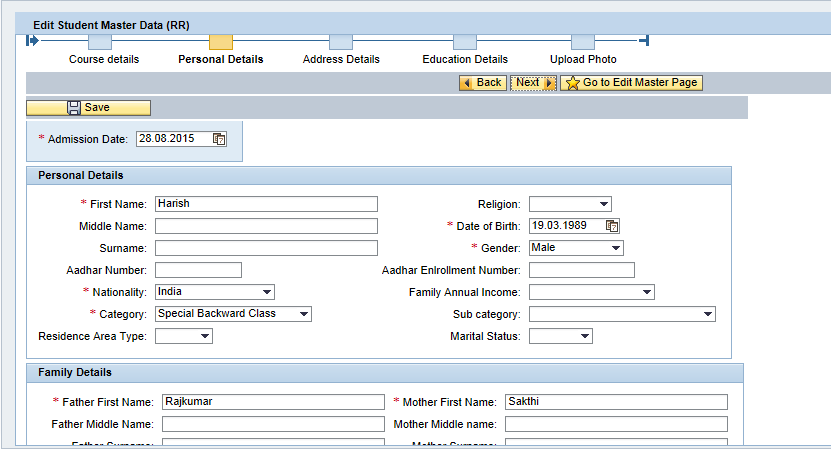 Edit Student Master Data (RR)
Course details Personal Details Address Details Education Details Upload Photo
Back Next Go to Edit Master Page
Save
* Admission Date: 28.08.2015
Personal Details
* First Name: Harish Religion:
Middle Name: * Date of Birth: 19.03.1989
Surname: * Gender: Male
Aadhar Number: Aadhar Enlrollment Number:
* Nationality: India Family Annual Income:
* Category: Special Backward Class Sub category:
Residence Area Type: Marital Status:
Family Details
* Father First Name: Rajkumar * Mother First Name: Sakthi
Father Middle Name: Mother Middle name:
Father Surname: Mother Surname: